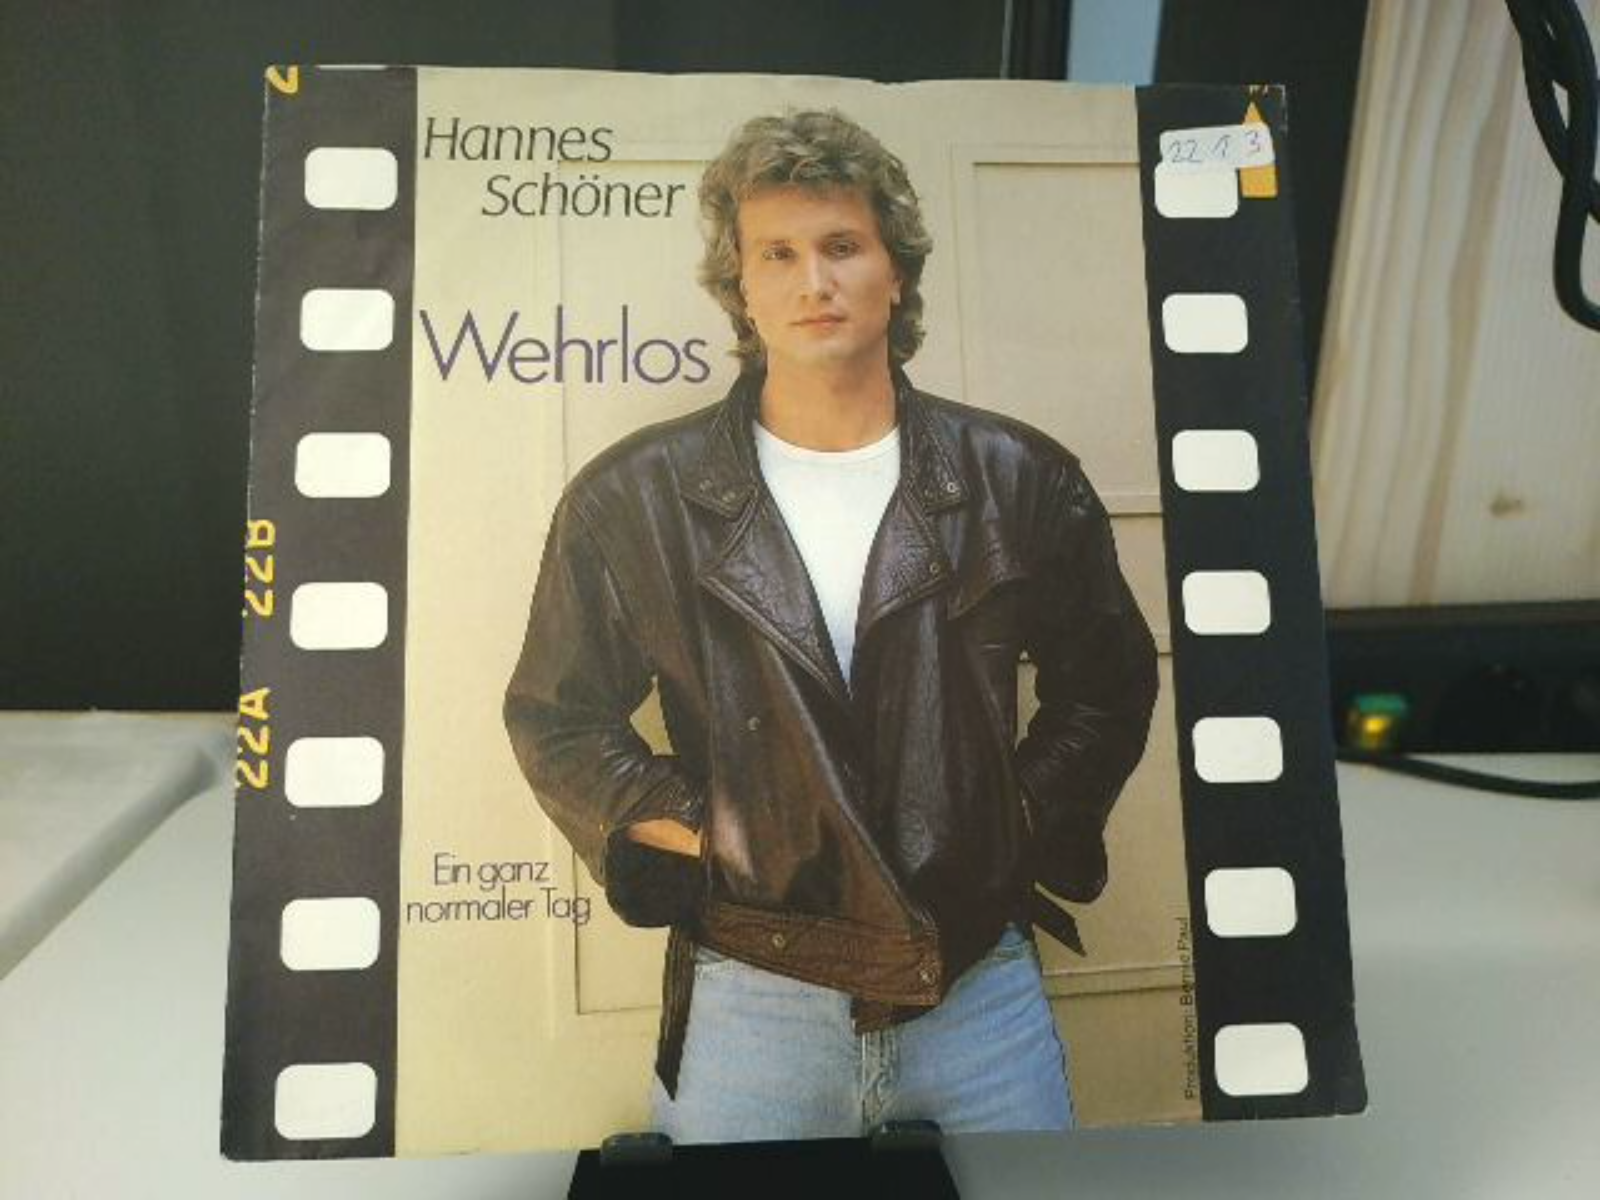 Hannes
Schöner
Wehrlos
Ein ganz
normaler Tag
Produktion: Bernie Paul
22 1 3
22B
22A
2